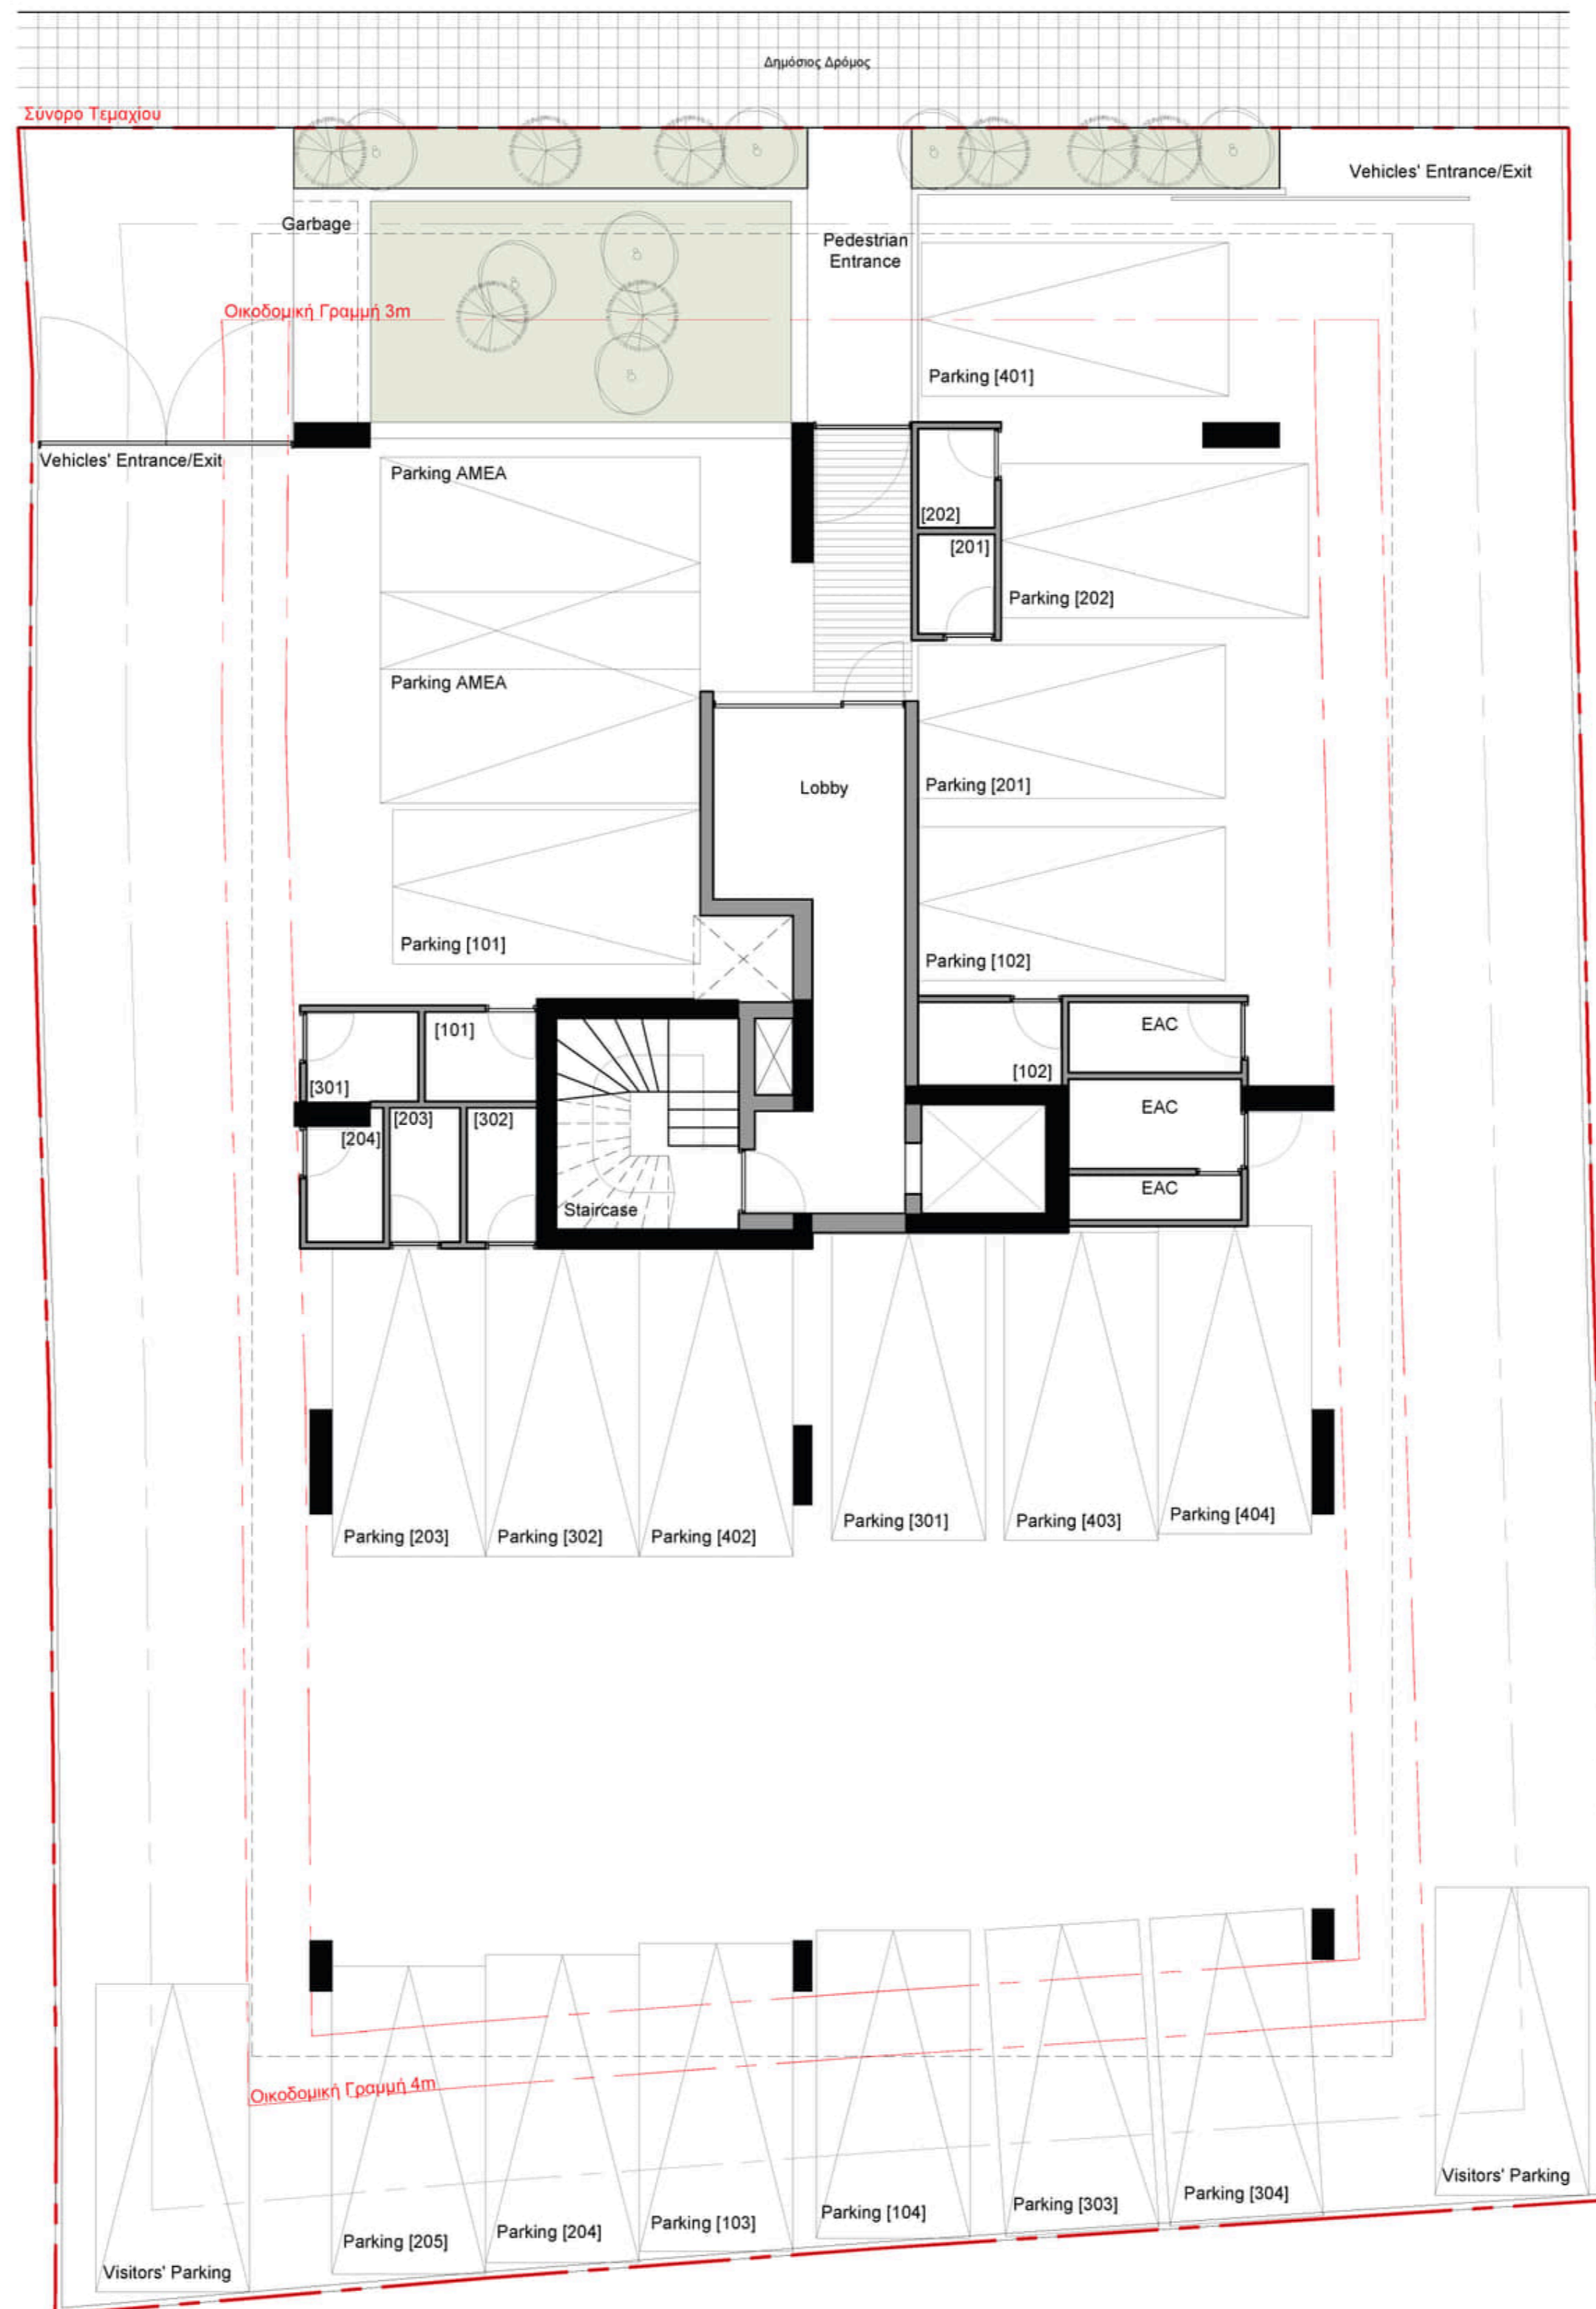 Δημόσιος Δρόμος
Σύνορο Τεμαχίου
Vehicles' Entrance/Exit
Garbage
Pedestrian
Entrance
Οικοδομική Γραμμή 3m
Parking [401]
Vehicles' Entrance/Exit
Parking AMEA
[202]
[201]
Parking [202]
Parking AMEA
Lobby
Parking [201]
Parking [101]
Parking [102]
[101]
EAC
[301]
[102]
[203]
[302]
EAC
[204]
EAC
Staircase
Parking [203]
Parking [302]
Parking [402]
Parking [301]
Parking [403]
Parking [404]
Οικοδομική Γραμμή 4m
Visitors' Parking
Parking [205]
Parking [204]
Parking [103]
Parking [104]
Parking [303]
Parking [304]
Visitors' Parking